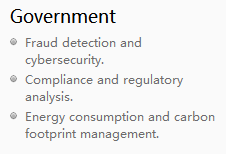 Government
Fraud detection and
cybersecurity.
Compliance and regulatory
analysis.
Energy consumption and carbon
footprint management.